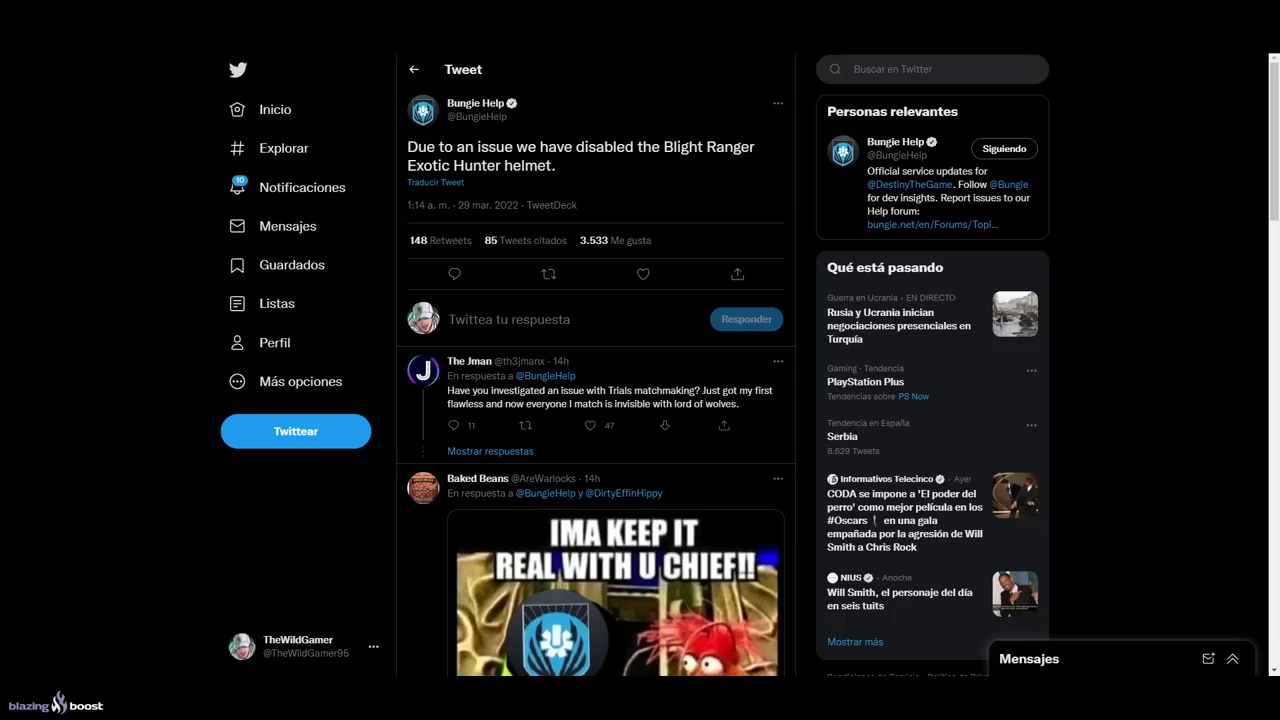 Inicio
Explorar
10
Notificaciones
Mensajes
Guardados
Listas
Perfil
Más opciones
Twittear
TheWildGamer
@TheWildGamer95
Tweet
Bungie Help
@BungieHelp
Due to an issue we have disabled the Blight Ranger
Exotic Hunter helmet.
Traducir Tweet
1:14 a. m. · 29 mar. 2022 · TweetDeck
148 Retweets 85 Tweets citados 3.533 Me gusta
Twittea tu respuesta
Responder
The Jman @th3jmanx · 14h
En respuesta a @BungieHelp
Have you investigated an issue with Trials matchmaking? Just got my first
flawless and now everyone I match is invisible with lord of wolves.
11 47
Mostrar respuestas
Baked Beans @AreWarlocks · 14h
En respuesta a @BungieHelp y @DirtyEffinHippy
IMA KEEP IT
REAL WITH U CHIEF!!
Buscar en Twitter
Personas relevantes
Bungie Help
@BungieHelp
Siguiendo
Official service updates for
@DestinyTheGame. Follow @Bungie
for dev insights. Report issues to our
Help forum:
bungie.net/en/Forums/Topi...
Qué está pasando
Guerra en Ucrania · EN DIRECTO
Rusia y Ucrania inician
negociaciones presenciales en
Turquía
Gaming · Tendencia
PlayStation Plus
Tendencias sobre PS Now
Tendencia en España
Serbia
8.629 Tweets
Informativos Telecinco · Ayer
CODA se impone a 'El poder del
perro' como mejor película en los
#Oscars en una gala
empañada por la agresión de Will
Smith a Chris Rock
NIUS · Anoche
Will Smith, el personaje del día
en seis tuits
Mostrar más
Mensajes
blazing boost